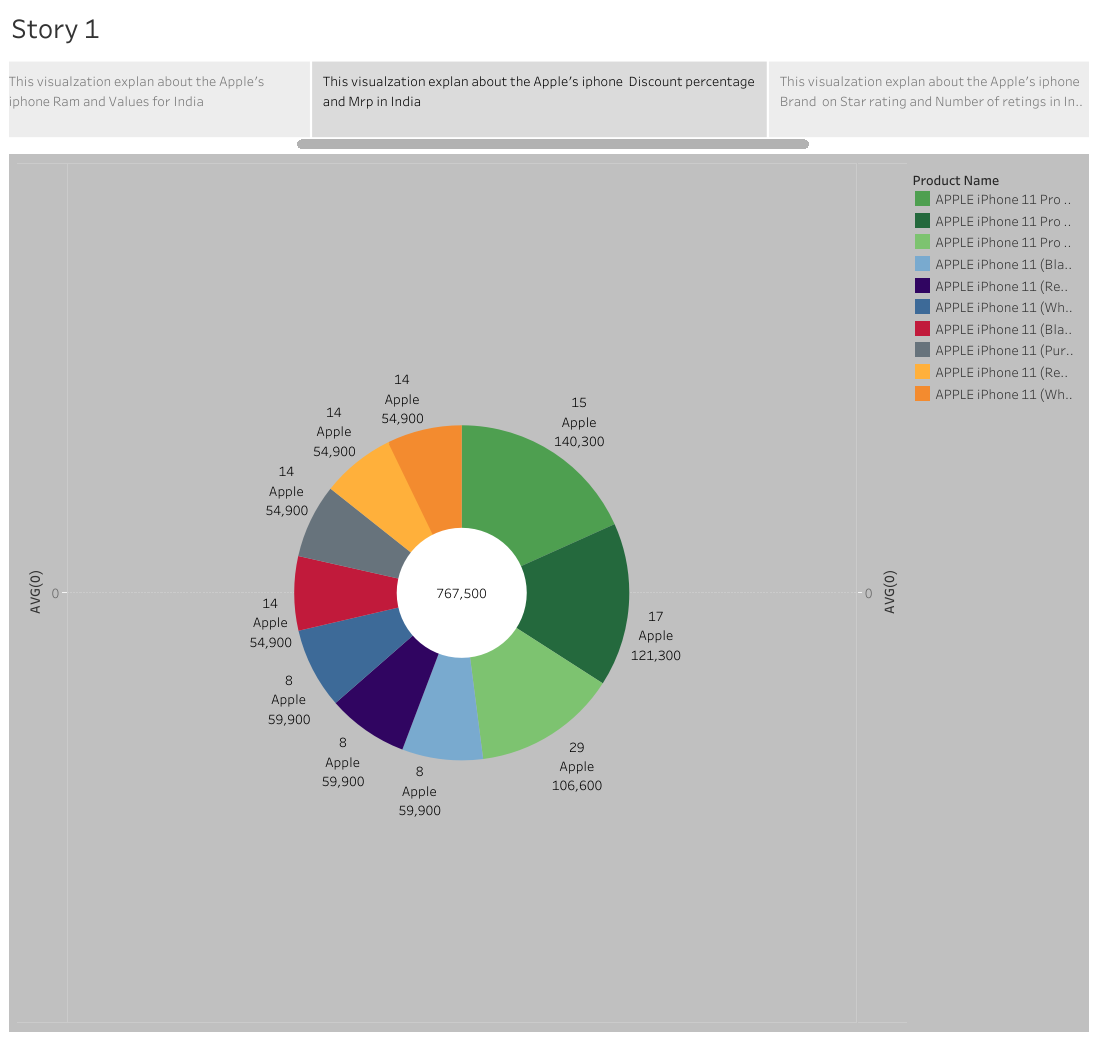 Story 1
This visualzation explan about the Apple's
iphone Ram and Values for India
This visualzation explan about the Apple's iphone  Discount percentage
and Mrp in India
This visualzation explan about the Apple's iphone
Brand  on Star rating and Number of retings in In..
Product Name
APPLE iPhone 11 Pro ..
APPLE iPhone 11 Pro ..
APPLE iPhone 11 Pro ..
APPLE iPhone 11 (Bla..
APPLE iPhone 11 (Re..
APPLE iPhone 11 (Wh..
APPLE iPhone 11 (Bla..
APPLE iPhone 11 (Pur..
APPLE iPhone 11 (Re..
APPLE iPhone 11 (Wh..
14
Apple
54,900
15
Apple
140,300
14
Apple
54,900
14
Apple
54,900
AVG(0)
0
767,500
0
AVG(0)
14
Apple
54,900
17
Apple
121,300
8
Apple
59,900
8
Apple
59,900
8
Apple
59,900
29
Apple
106,600